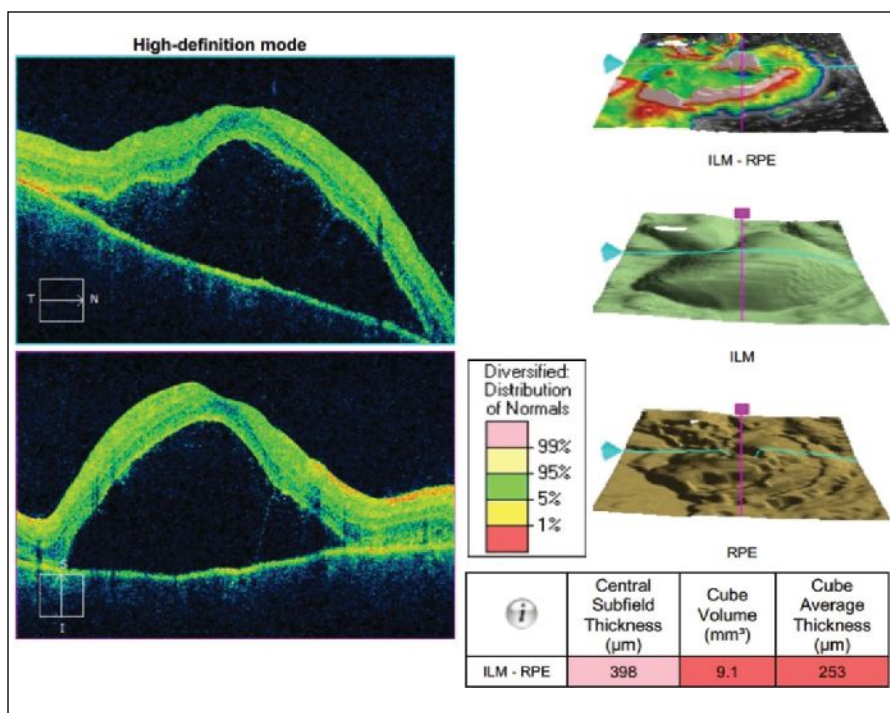 High-definition mode
T N
S
I
ILM - RPE
ILM
RPE
Diversified:
Distribution
of Normals
99%
95%
5%
1%
i
Central
Subfield
Thickness
(µm)
Cube
Volume
(mm³)
Cube
Average
Thickness
(µm)
ILM - RPE 398 9.1 253